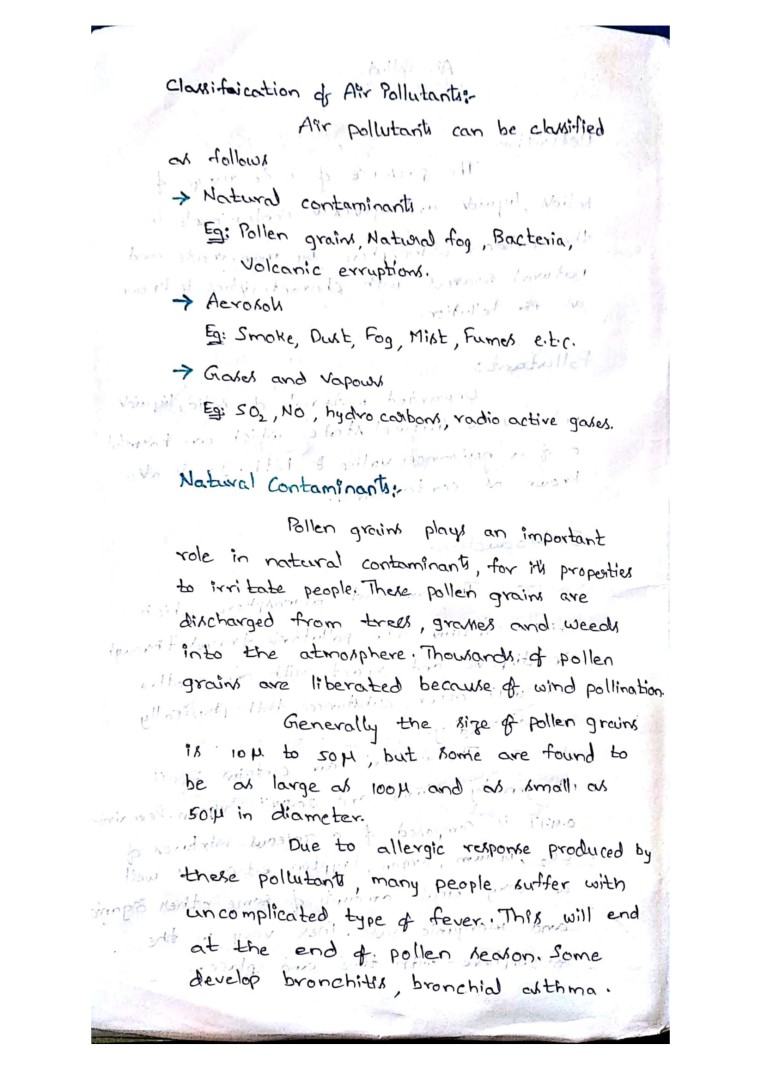 Classifaication of Air Pollutants:-
Air pollutants can be classified
as follows
→ Natural contaminants
Eg: Pollen grains, Natural fog, Bacteria,
Volcanic erruptions.
→ Aerosols
Eg: Smoke, Dust, Fog, Mist, Fumes e.t.c.
→ Gases and Vapours
Eg: SO₂, NO, hydro carbons, radio active gases.
Natural Contaminants:-
Pollen grains plays an important
role in natural contaminants, for its properties
to irritate people. These pollen grains are
discharged from trees, grasses and weeds
into the atmosphere. Thousands of pollen
grains are liberated because of wind pollination.
Generally the size of pollen grains
is 10μ to 50μ, but some are found to
be as large as 100μ and as small as
50μ in diameter.
Due to allergic response produced by
these pollutants, many people suffer with
uncomplicated type of fever. This will end
at the end of pollen season. Some
develop bronchitis, bronchial asthma.